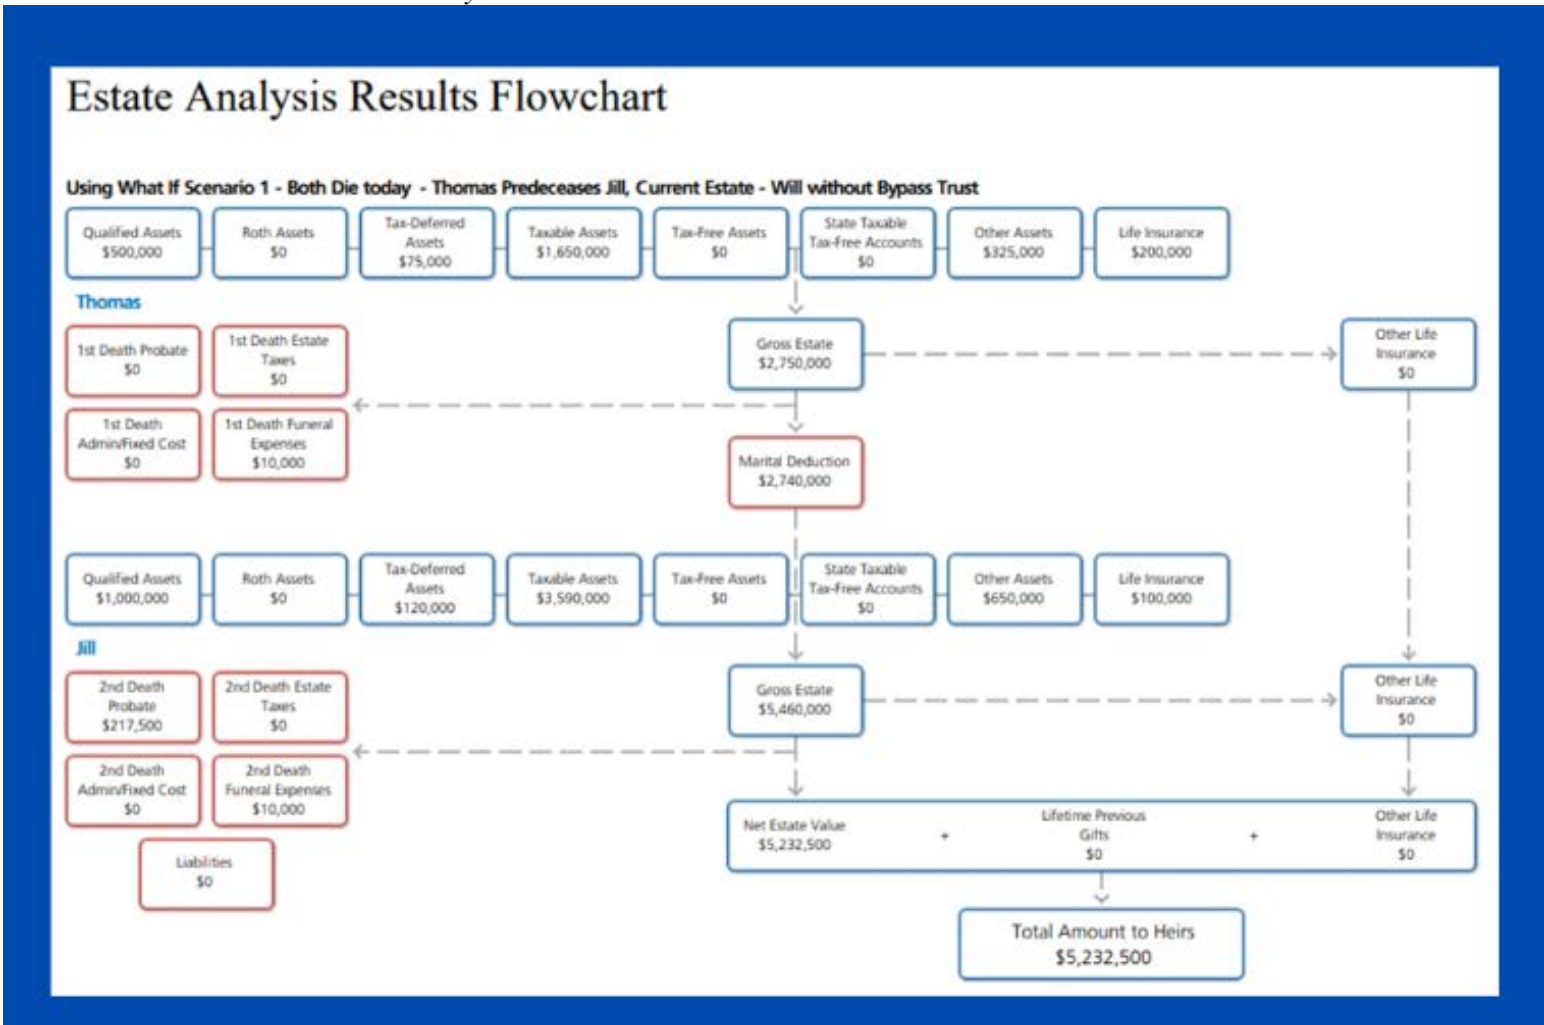 Estate Analysis Results Flowchart
Using What If Scenario 1 - Both Die today - Thomas Predeceases Jill, Current Estate - Will without Bypass Trust
Qualified Assets
$500,000
Roth Assets
$0
Tax-Deferred
Assets
$75,000
Taxable Assets
$1,650,000
Tax-Free Assets
$0
State Taxable
Tax-Free Accounts
$0
Other Assets
$325,000
Life Insurance
$200,000
Thomas
1st Death Probate
$0
1st Death Estate
Taxes
$0
Gross Estate
$2,750,000
Other Life
Insurance
$0
1st Death
Admin/Fixed Cost
$0
1st Death Funeral
Expenses
$10,000
Marital Deduction
$2,740,000
Qualified Assets
$1,000,000
Roth Assets
$0
Tax-Deferred
Assets
$120,000
Taxable Assets
$3,590,000
Tax-Free Assets
$0
State Taxable
Tax-Free Accounts
$0
Other Assets
$650,000
Life Insurance
$100,000
Jill
2nd Death
Probate
$217,500
2nd Death Estate
Taxes
$0
Gross Estate
$5,460,000
Other Life
Insurance
$0
2nd Death
Admin/Fixed Cost
$0
2nd Death
Funeral Expenses
$10,000
Liabilities
$0
Net Estate Value
$5,232,500
+
Lifetime Previous
Gifts
$0
+
Other Life
Insurance
$0
Total Amount to Heirs
$5,232,500